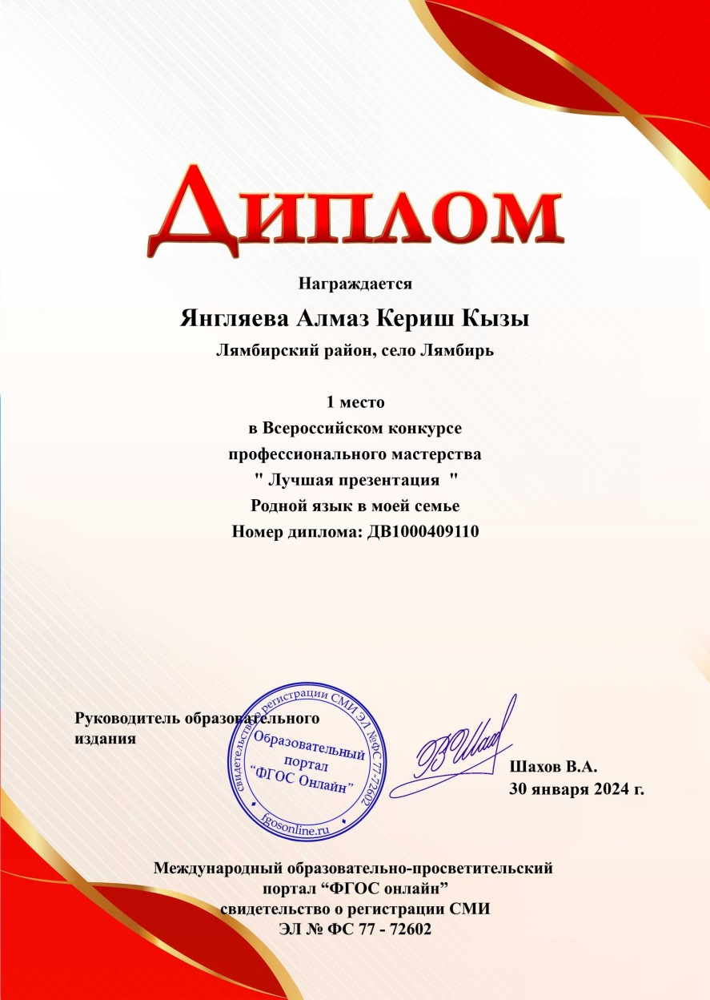 Диплом
Награждается
Янгляева Алмаз Кериш Кызы
Лямбирский район, село Лямбирь
1 место
в Всероссийском конкурсе
профессионального мастерства
" Лучшая презентация "
Родной язык в моей семье
Номер диплома: ДВ1000409110
Руководитель образовательного
издания
свидетельство о регистрации СМИ ЭЛ №ФС 77-72602
Образовательный
портал
“ФГОС Онлайн”
fgosonline.ru
Шахов В.А.
30 января 2024 г.
Международный образовательно-просветительский
портал “ФГОС онлайн”
свидетельство о регистрации СМИ
ЭЛ № ФС 77 - 72602